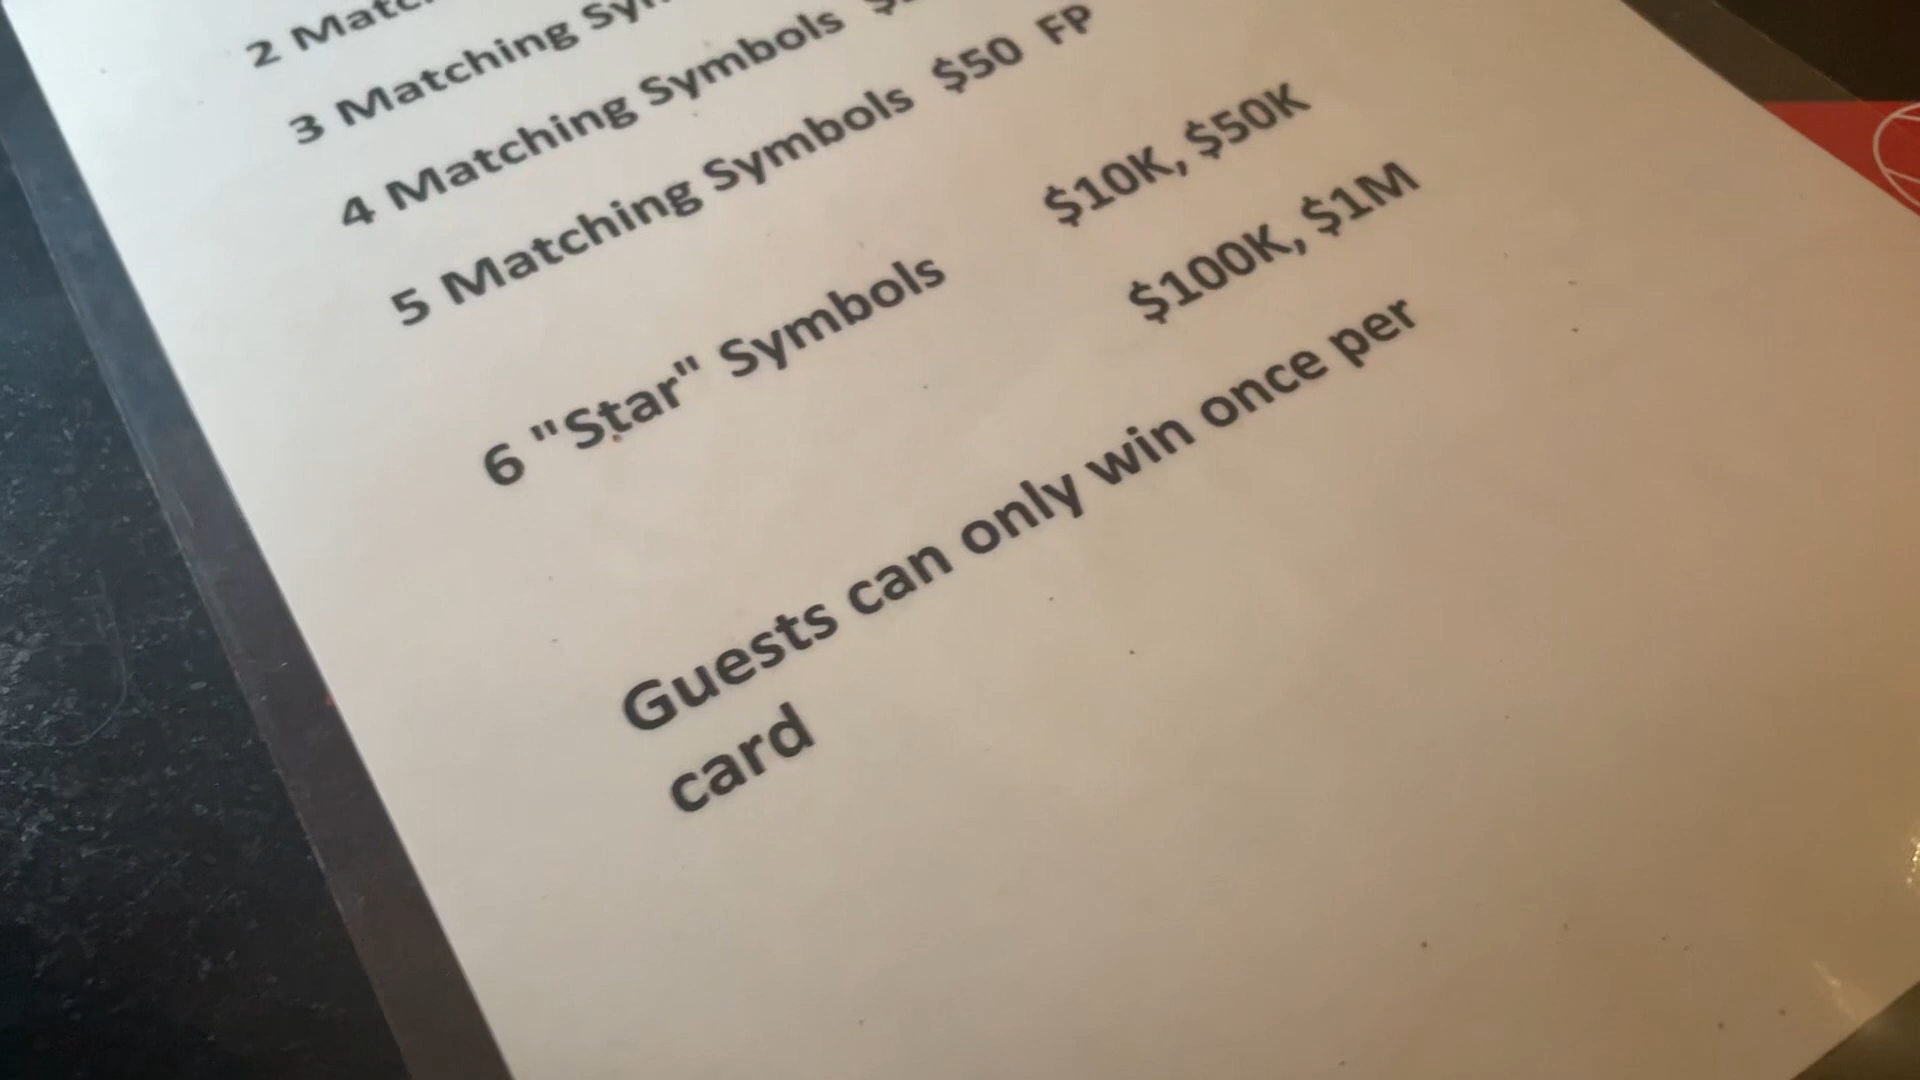 2
3 Matching
4 Matching Symbols
5 Matching Symbols $50 FP
6 "Star" Symbols $10K, $50K
$100K, $1M
Guests can only win once per
card